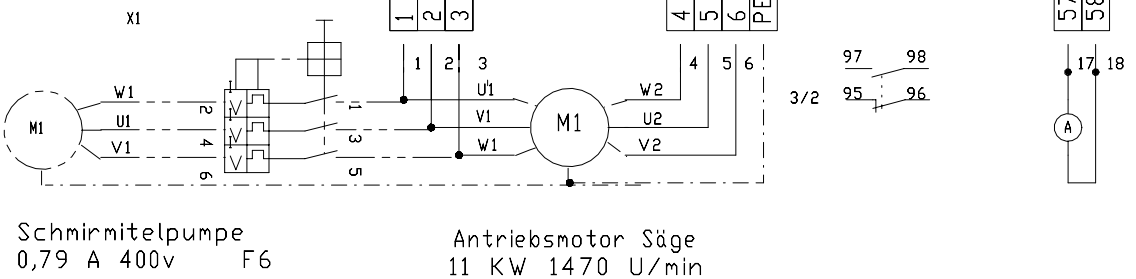 X1
1 2 3
4 5 6 PE
57 58
1 2 3
4 5 6
17 18
97 98
3/2 95 96
W1 U1 W2
M1 U1 V1 M1 U2
V1 W1 V2
2 1
4 3
6 5
A
Schmirmitelpumpe
0,79 A 400v F6
Antriebsmotor Säge
11 KW 1470 U/min